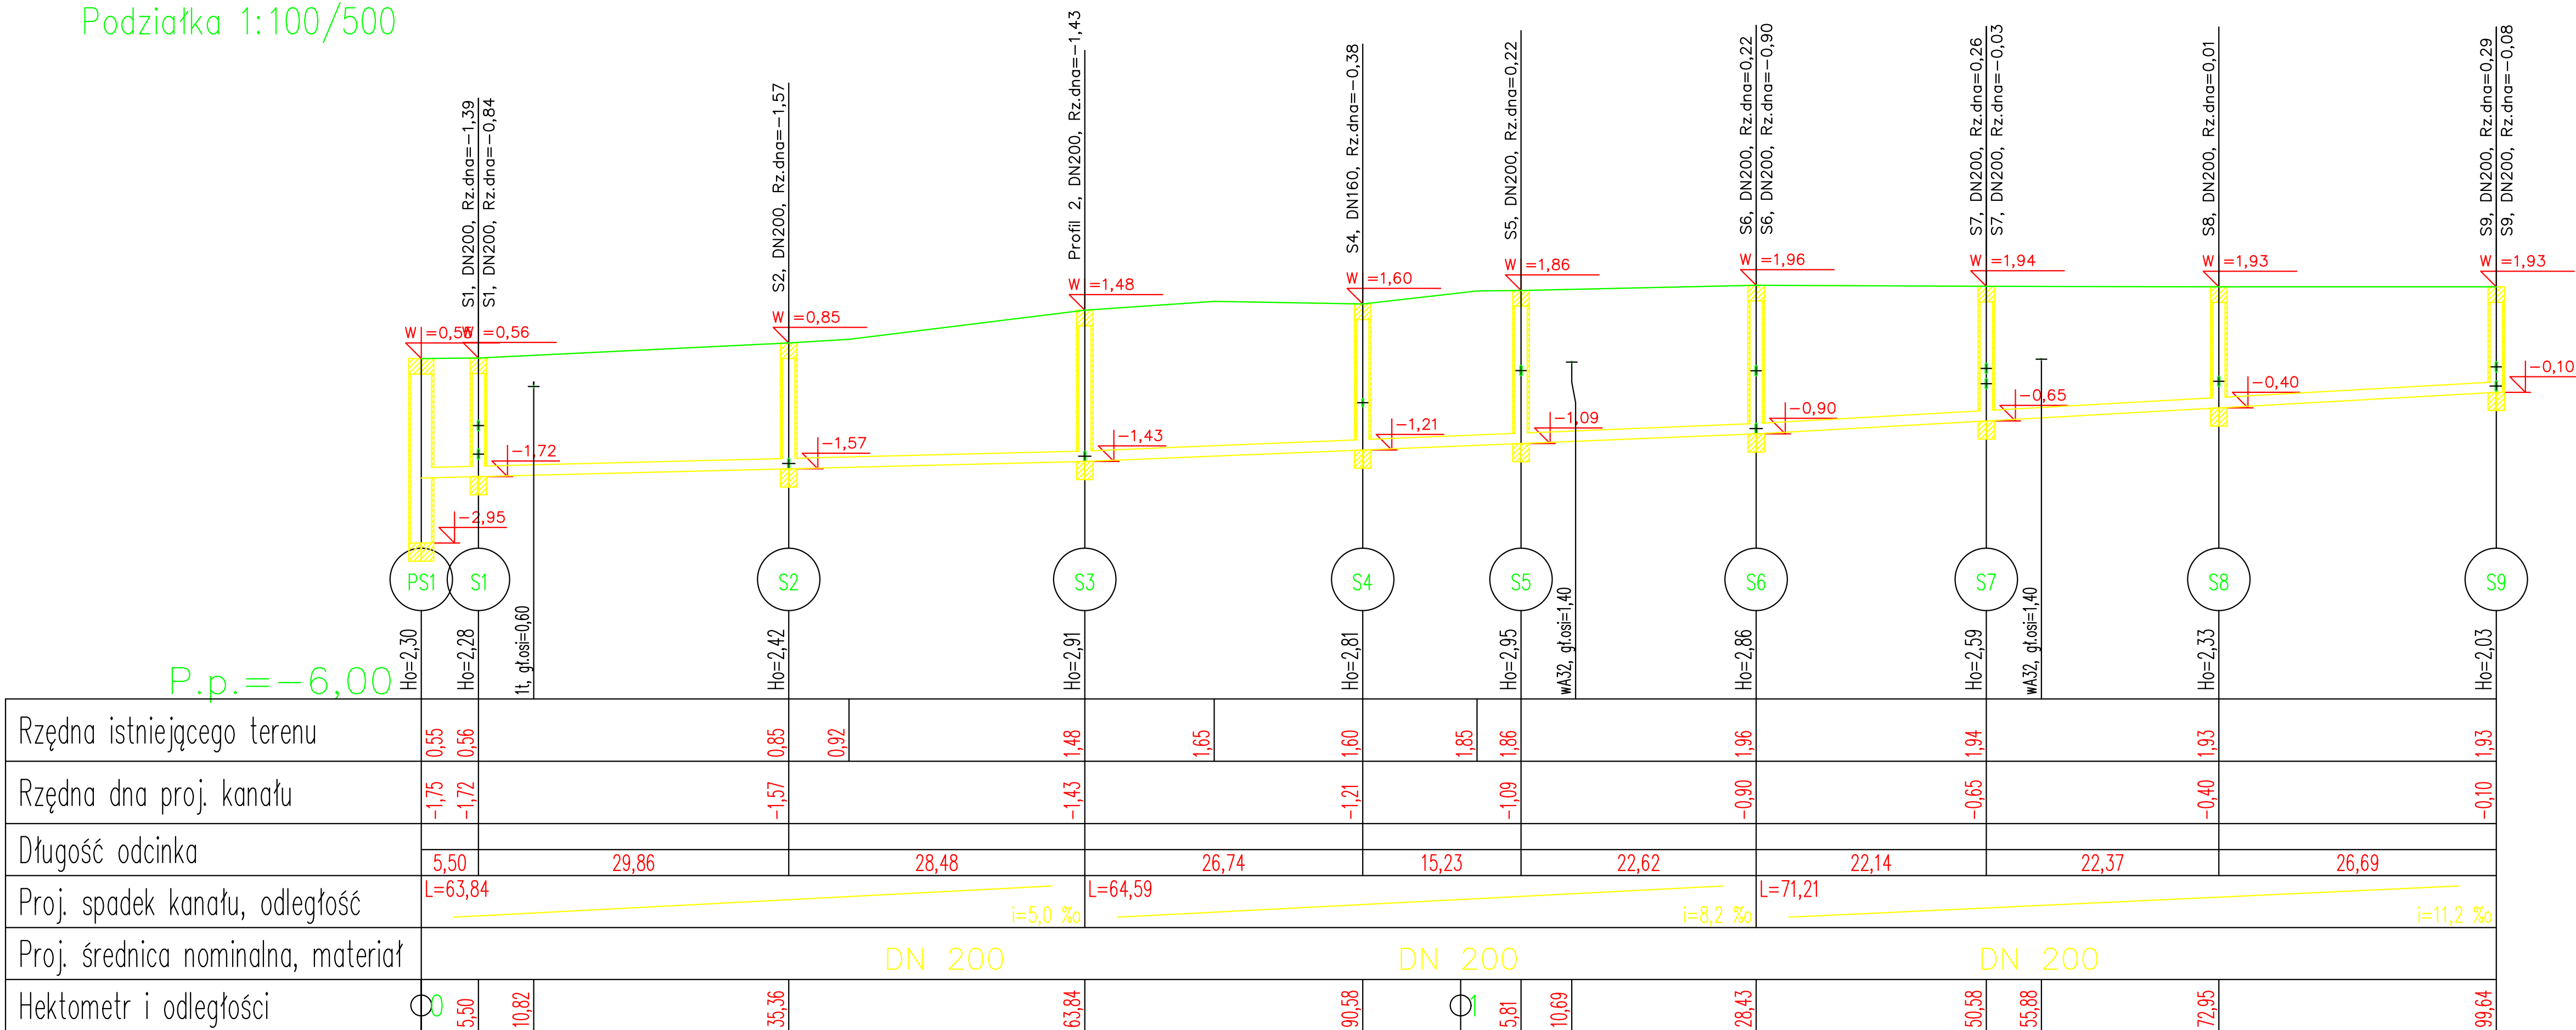 Podziałka 1:100/500
S1, DN200, Rz.dna=-1,39
S1, DN200, Rz.dna=-0,84
S2, DN200, Rz.dna=-1,57
Profil 2, DN200, Rz.dna=-1,43
S4, DN160, Rz.dna=-0,38
S5, DN200, Rz.dna=0,22
S6, DN200, Rz.dna=0,22
S6, DN200, Rz.dna=-0,90
S7, DN200, Rz.dna=0,26
S7, DN200, Rz.dna=-0,03
S8, DN200, Rz.dna=0,01
S9, DN200, Rz.dna=0,29
S9, DN200, Rz.dna=-0,08
W =0,56
W =0,85
W =1,48
W =1,60
W =1,86
W =1,96
W =1,94
W =1,93
W =1,93
-2,95
-1,72
-1,57
-1,43
-1,21
-1,09
-0,90
-0,65
-0,40
-0,10
PS1 S1 S2 S3 S4 S5 S6 S7 S8 S9
Ho=2,30
Ho=2,28
1t, gł.osi=0,60
Ho=2,42
Ho=2,91
Ho=2,81
Ho=2,95
wA32, gł.osi=1,40
Ho=2,86
Ho=2,59
wA32, gł.osi=1,40
Ho=2,33
Ho=2,03
P.p.=-6,00
Rzędna istniejącego terenu 0,55 0,56 0,85 0,92 1,48 1,65 1,60 1,85 1,86 1,96 1,94 1,93 1,93
Rzędna dna proj. kanału -1,75 -1,72 -1,57 -1,43 -1,21 -1,09 -0,90 -0,65 -0,40 -0,10
Długość odcinka 5,50 29,86 28,48 26,74 15,23 22,62 22,14 22,37 26,69
Proj. spadek kanału, odległość L=63,84 i=5,0 ‰ L=64,59 i=8,2 ‰ L=71,21 i=11,2 ‰
Proj. średnica nominalna, materiał DN 200 DN 200 DN 200
Hektometr i odległości 0 5,50 10,82 35,36 63,84 90,58 1 5,81 10,69 28,43 50,58 55,88 72,95 99,64